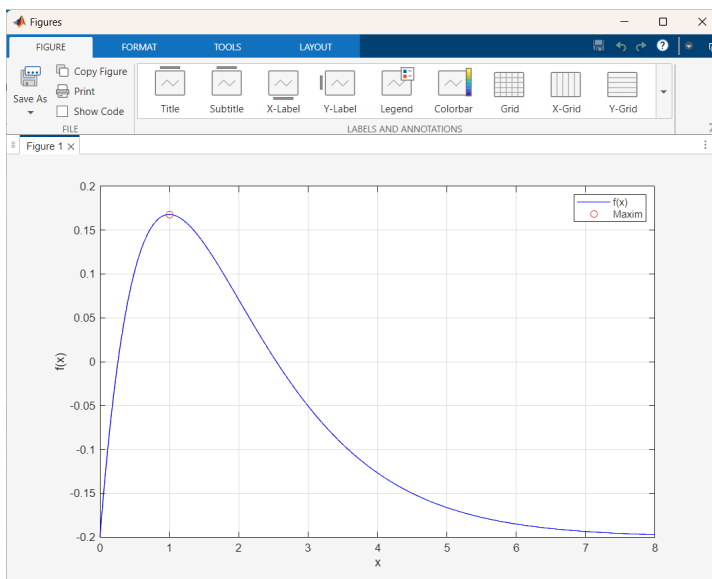 Figures
FIGURE FORMAT TOOLS LAYOUT
Save As
Copy Figure
Print
Show Code
FILE
Title Subtitle X-Label Y-Label Legend Colorbar Grid X-Grid Y-Grid
LABELS AND ANNOTATIONS
Figure 1
f(x)
Maxim
0.2
0.15
0.1
0.05
0
-0.05
-0.1
-0.15
-0.2
f(x)
0 1 2 3 4 5 6 7 8
x